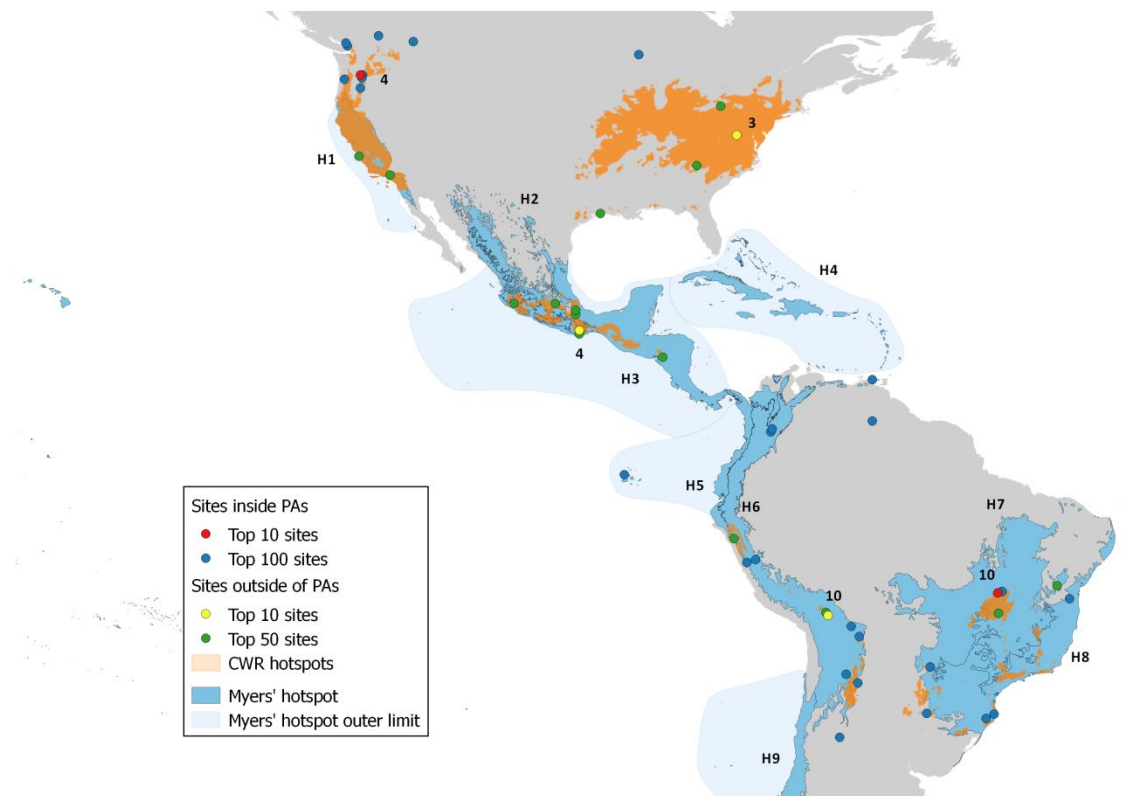 4
3
H1
H2
H4
4
H3
H5
H6
H7
10
10
H8
H9
Sites inside PAs
Top 10 sites
Top 100 sites
Sites outside of PAs
Top 10 sites
Top 50 sites
CWR hotspots
Myers' hotspot
Myers' hotspot outer limit